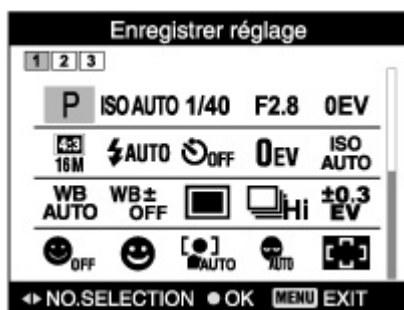 Enregistrer réglage
1 2 3
P ISO AUTO 1/40 F2.8 0EV
4:3 16M AUTO OFF 0EV ISO AUTO
WB AUTO WB± OFF Hi ±0.3 EV
OFF AUTO AUTO
NO.SELECTION OK MENU EXIT